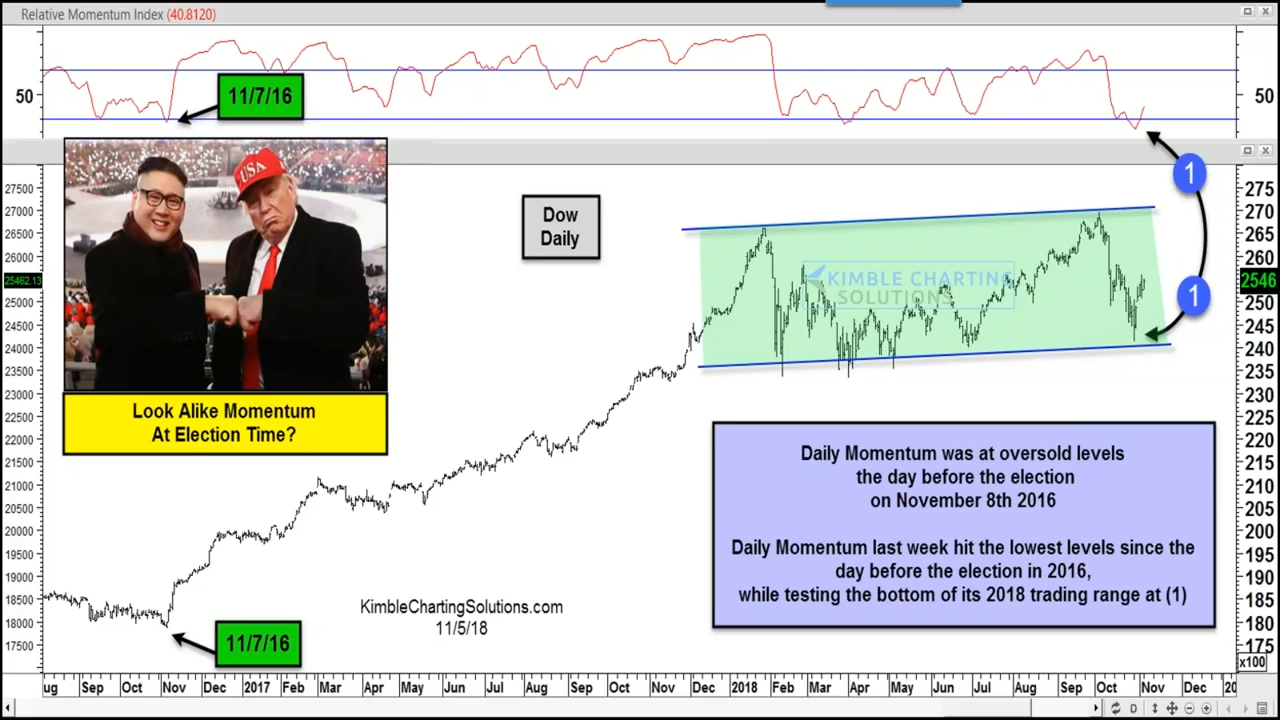 Relative Momentum Index (40.8120)
50
50
11/7/16
USA
Look Alike Momentum
At Election Time?
Dow
Daily
KIMBLE CHARTING
SOLUTIONS
1
1
27500
27000
26500
26000
25462.13
25000
24500
24000
23500
23000
22500
22000
21500
21000
20500
20000
19500
19000
18500
18000
17500
275
270
265
260
2546
250
245
240
235
230
225
220
215
210
205
200
195
190
185
180
175
x100
Daily Momentum was at oversold levels
the day before the election
on November 8th 2016
Daily Momentum last week hit the lowest levels since the
day before the election in 2016,
while testing the bottom of its 2018 trading range at (1)
KimbleChartingSolutions.com
11/5/18
11/7/16
ug Sep Oct Nov Dec 2017 Feb Mar Apr May Jun Jul Aug Sep Oct Nov Dec 2018 Feb Mar Apr May Jun Jul Aug Sep Oct Nov Dec 20
D